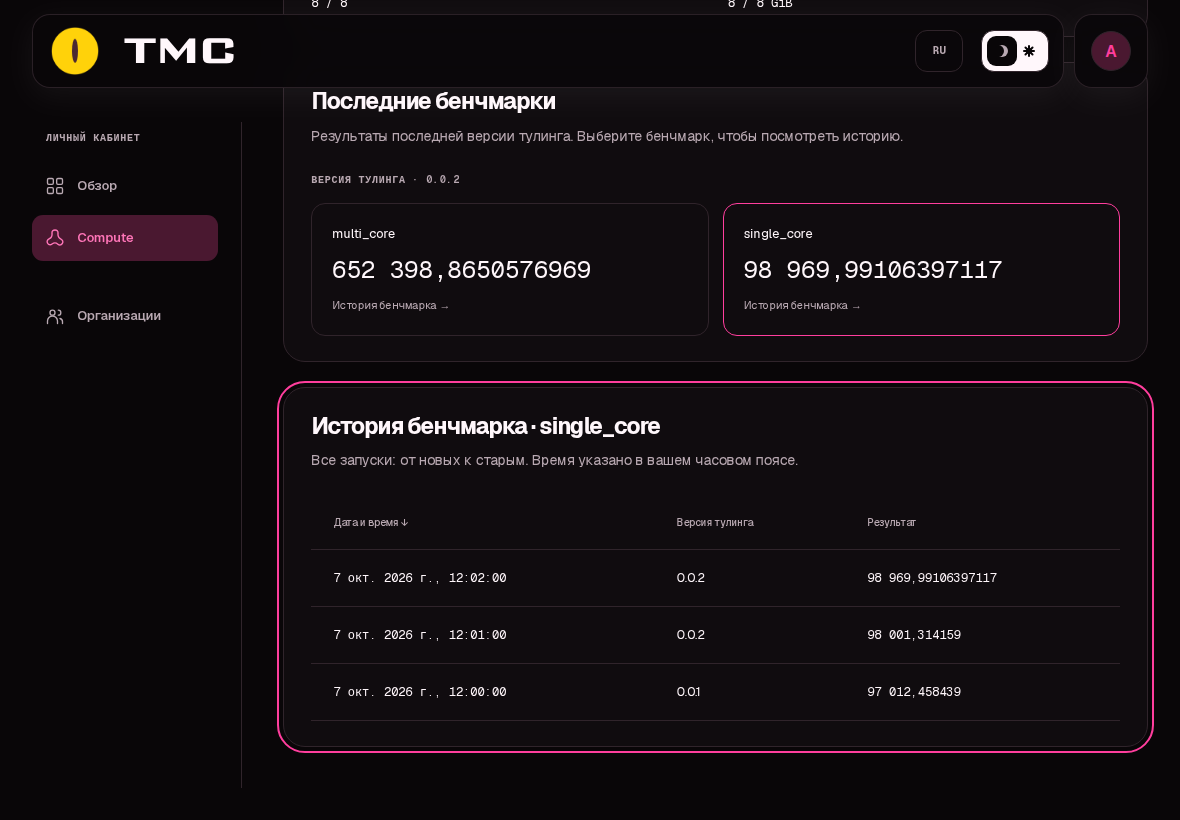 8 / 8
8 / 8 GiB
TMC
RU
A
Последние бенчмарки
Результаты последней версии тулинга. Выберите бенчмарк, чтобы посмотреть историю.
ЛИЧНЫЙ КАБИНЕТ
Обзор
Compute
Организации
ВЕРСИЯ ТУЛИНГА · 0.0.2
multi_core
652 398,8650576969
История бенчмарка →
single_core
98 969,99106397117
История бенчмарка →
История бенчмарка · single_core
Все запуски: от новых к старым. Время указано в вашем часовом поясе.
Дата и время ↓ Версия тулинга Результат
7 окт. 2026 г., 12:02:00 0.0.2 98 969,99106397117
7 окт. 2026 г., 12:01:00 0.0.2 98 001,314159
7 окт. 2026 г., 12:00:00 0.0.1 97 012,458439